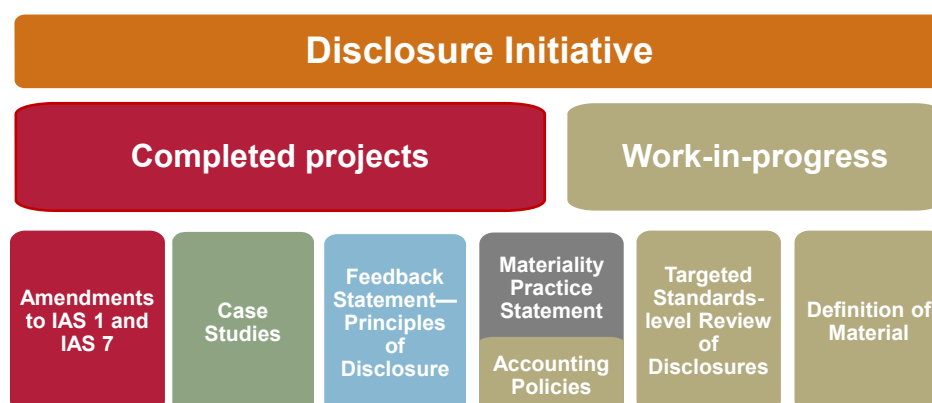 Disclosure Initiative
Completed projects
Work-in-progress
Amendments
to IAS 1 and
IAS 7
Case
Studies
Feedback
Statement—
Principles
of
Disclosure
Materiality
Practice
Statement
Accounting
Policies
Targeted
Standards-
level Review
of
Disclosures
Definition of
Material